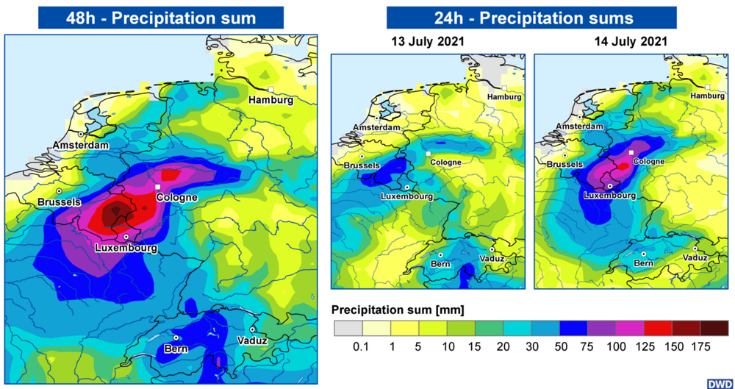 48h - Precipitation sum
24h - Precipitation sums
13 July 2021
14 July 2021
Hamburg
Amsterdam
Brussels
Cologne
Luxembourg
Bern
Vaduz
Hamburg
Amsterdam
Brussels
Cologne
Luxembourg
Bern
Vaduz
Hamburg
Amsterdam
Brussels
Cologne
Luxembourg
Bern
Vaduz
Precipitation sum [mm]
0.1 1 5 10 15 20 30 50 75 100 125 150 175
DWD